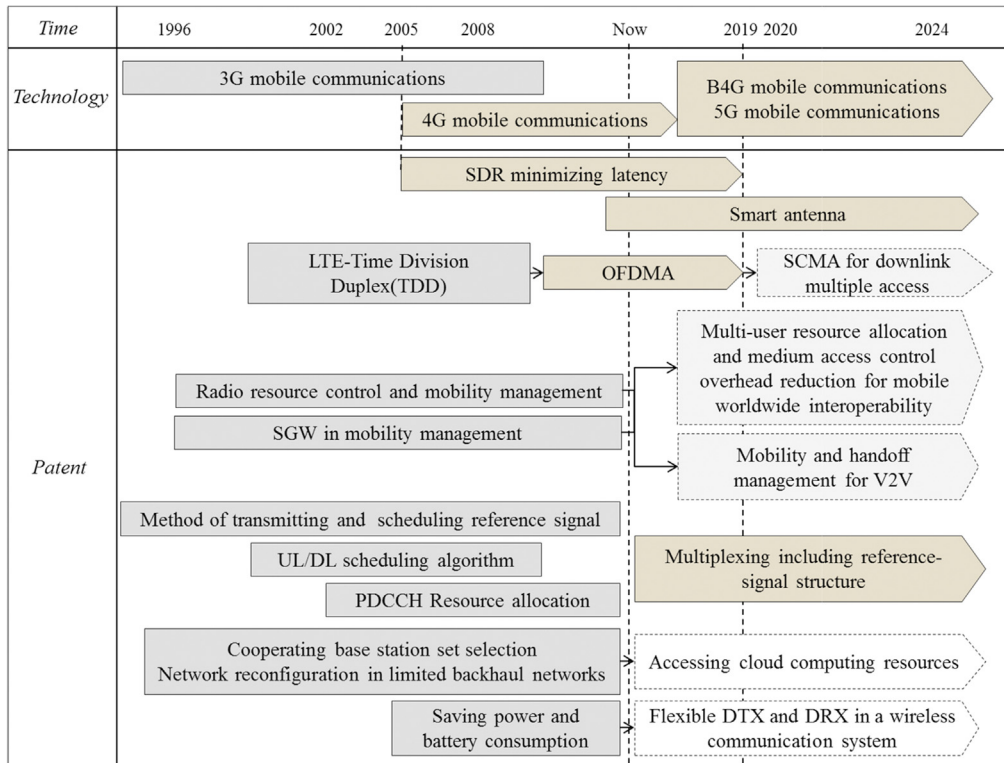 Time
1996
2002
2005
2008
Now
2019 2020
2024
Technology
3G mobile communications
4G mobile communications
B4G mobile communications
5G mobile communications
Patent
SDR minimizing latency
Smart antenna
LTE-Time Division
Duplex(TDD)
OFDMA
SCMA for downlink
multiple access
Radio resource control and mobility management
SGW in mobility management
Multi-user resource allocation
and medium access control
overhead reduction for mobile
worldwide interoperability
Mobility and handoff
management for V2V
Method of transmitting and scheduling reference signal
UL/DL scheduling algorithm
PDCCH Resource allocation
Multiplexing including reference-
signal structure
Cooperating base station set selection
Network reconfiguration in limited backhaul networks
Accessing cloud computing resources
Saving power and
battery consumption
Flexible DTX and DRX in a wireless
communication system